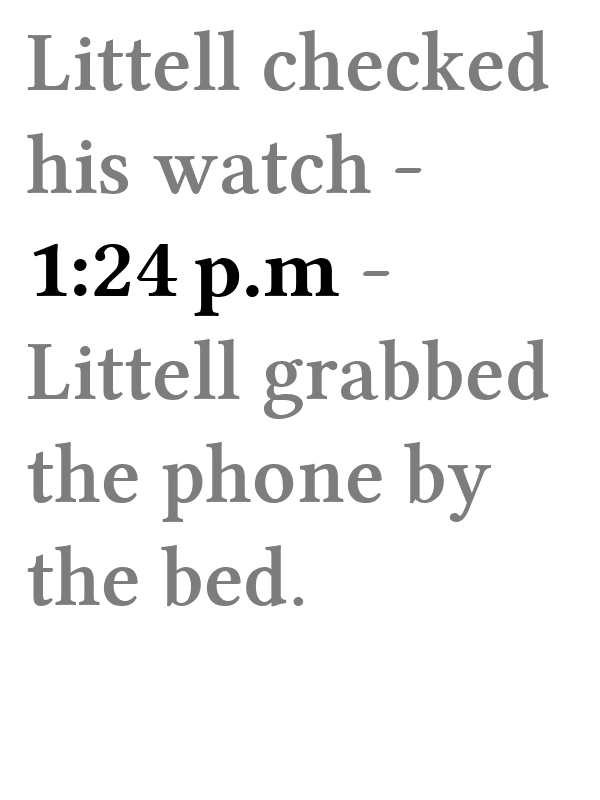 Littell checked
his watch -
1:24 p.m -
Littell grabbed
the phone by
the bed.